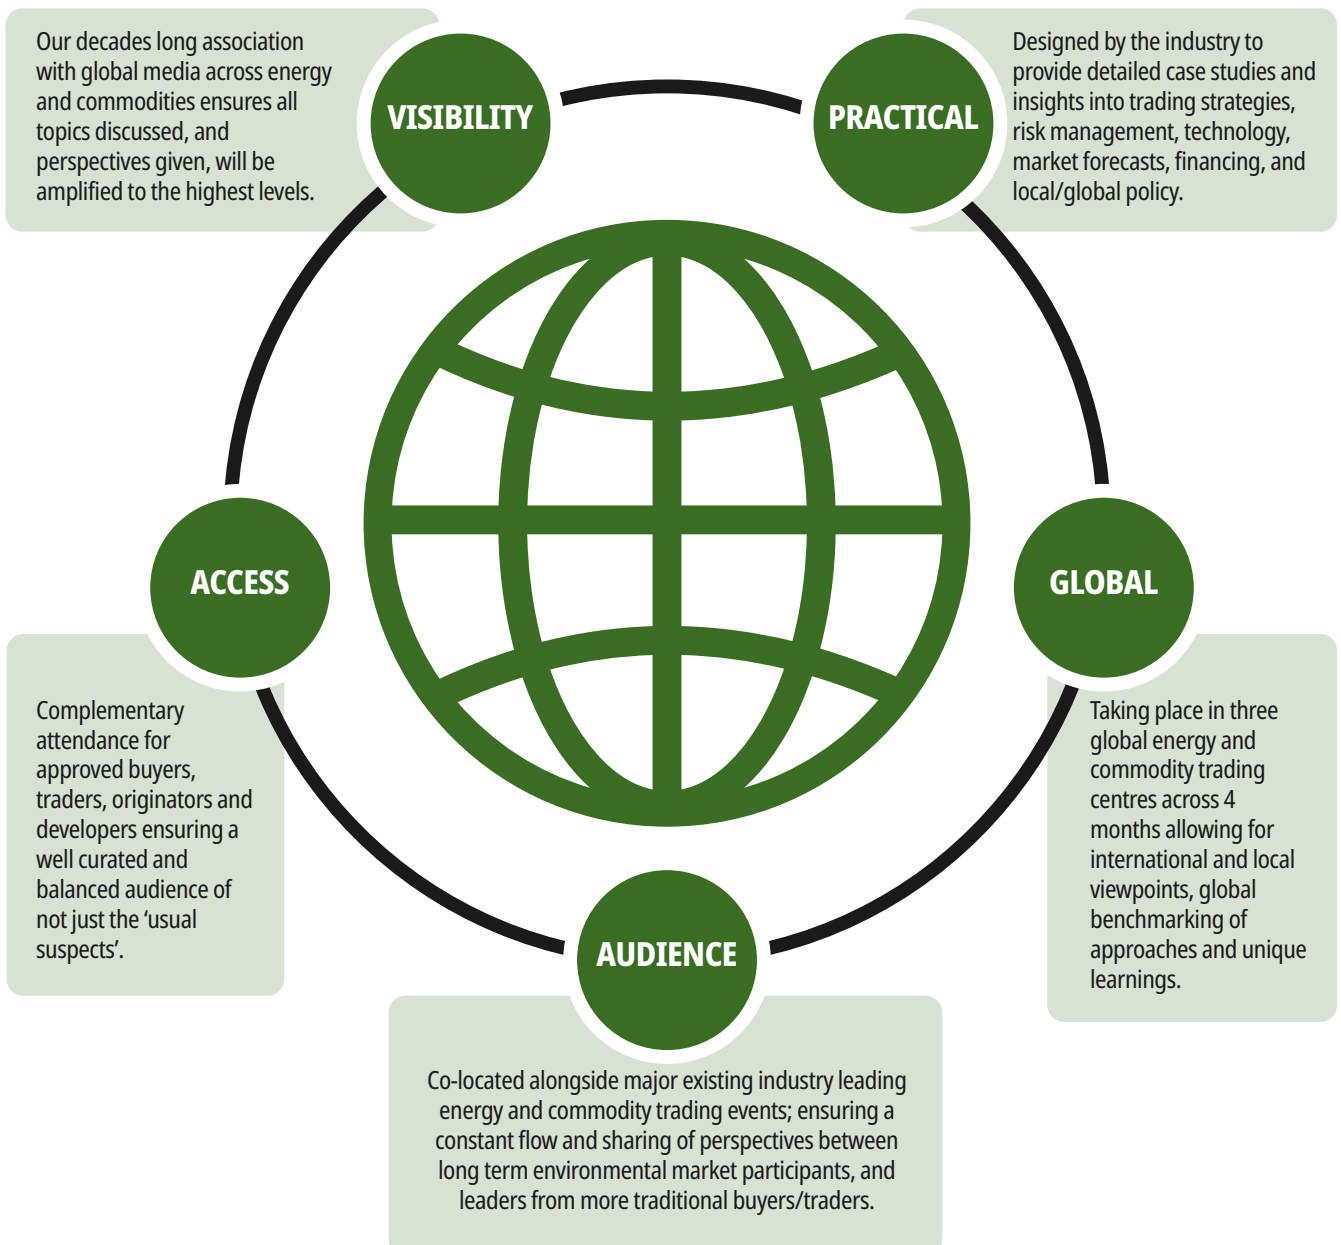 VISIBILITY
Our decades long association
with global media across energy
and commodities ensures all
topics discussed, and
perspectives given, will be
amplified to the highest levels.
PRACTICAL
Designed by the industry to
provide detailed case studies and
insights into trading strategies,
risk management, technology,
market forecasts, financing, and
local/global policy.
ACCESS
Complementary
attendance for
approved buyers,
traders, originators and
developers ensuring a
well curated and
balanced audience of
not just the ‘usual
suspects’.
GLOBAL
Taking place in three
global energy and
commodity trading
centres across 4
months allowing for
international and local
viewpoints, global
benchmarking of
approaches and unique
learnings.
AUDIENCE
Co-located alongside major existing industry leading
energy and commodity trading events; ensuring a
constant flow and sharing of perspectives between
long term environmental market participants, and
leaders from more traditional buyers/traders.